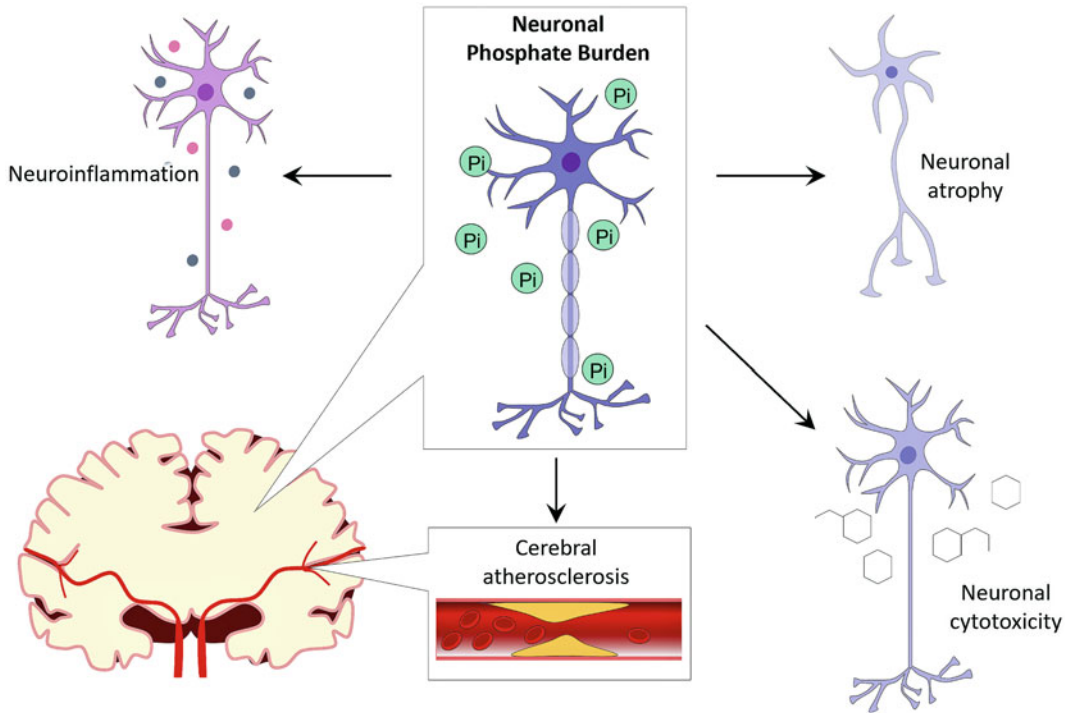 Neuronal
Phosphate Burden
Pi
Pi
Pi
Pi
Pi
Pi
Neuroinflammation
Neuronal
atrophy
Cerebral
atherosclerosis
Neuronal
cytotoxicity